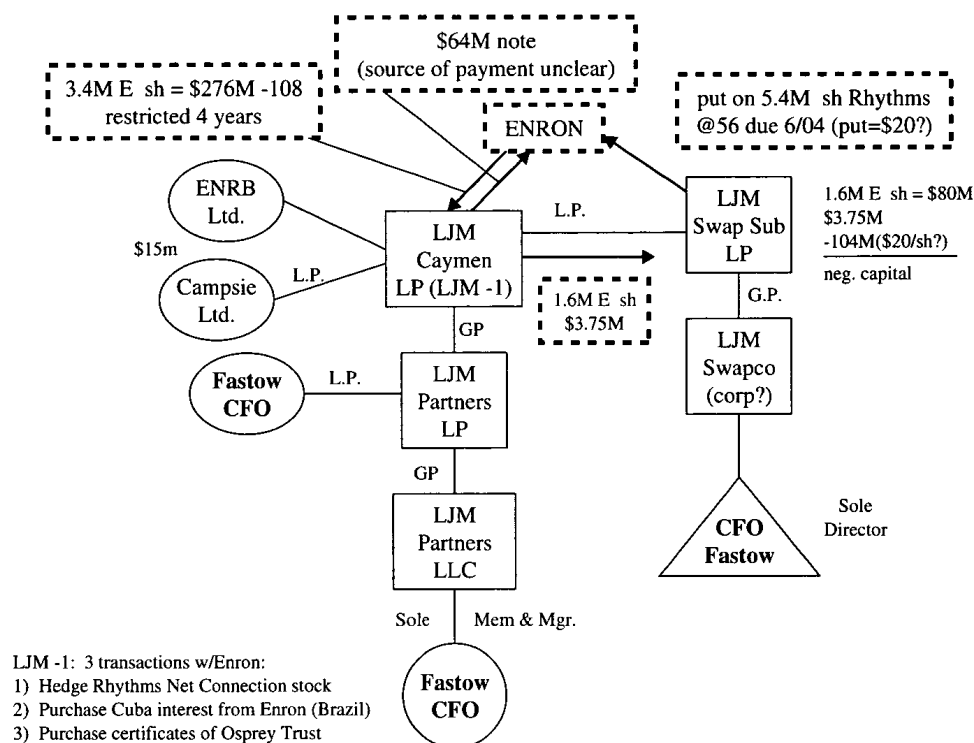 $64M note
(source of payment unclear)
3.4M E sh = $276M -108
restricted 4 years
ENRON
put on 5.4M sh Rhythms
@56 due 6/04 (put=$20?)
ENRB
Ltd.
$15m
Campsie
Ltd.
L.P.
LJM
Caymen
LP (LJM -1)
L.P.
1.6M E sh
$3.75M
LJM
Swap Sub
LP
1.6M E sh = $80M
$3.75M
-104M($20/sh?)
neg. capital
G.P.
LJM
Swapco
(corp?)
GP
Fastow
CFO
L.P.
LJM
Partners
LP
GP
LJM
Partners
LLC
CFO
Fastow
Sole
Director
Sole
Mem & Mgr.
Fastow
CFO
LJM -1: 3 transactions w/Enron:
1) Hedge Rhythms Net Connection stock
2) Purchase Cuba interest from Enron (Brazil)
3) Purchase certificates of Osprey Trust